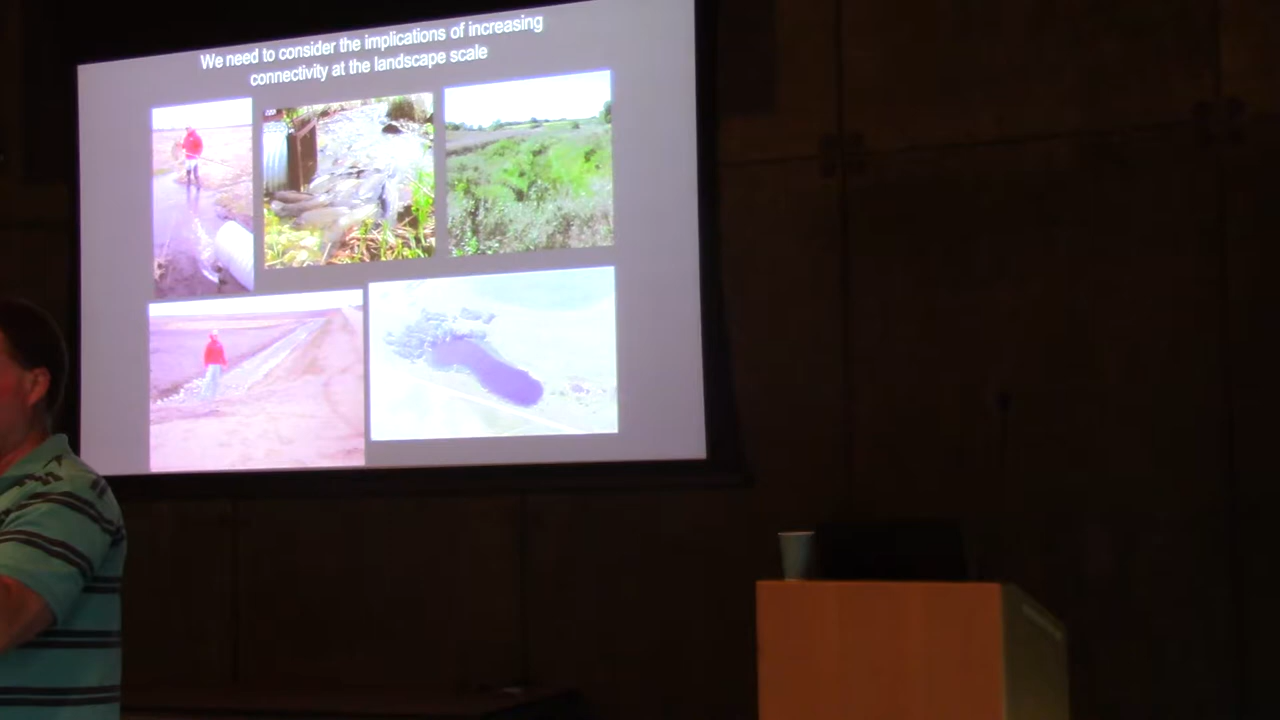 We need to consider the implications of increasing
connectivity at the landscape scale